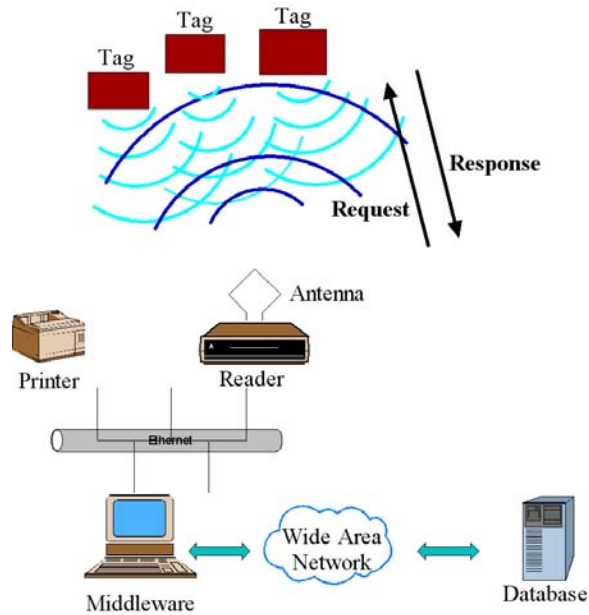 Tag
Tag
Tag
Response
Request
Antenna
Printer
Reader
Ethernet
Wide Area
Network
Middleware
Database